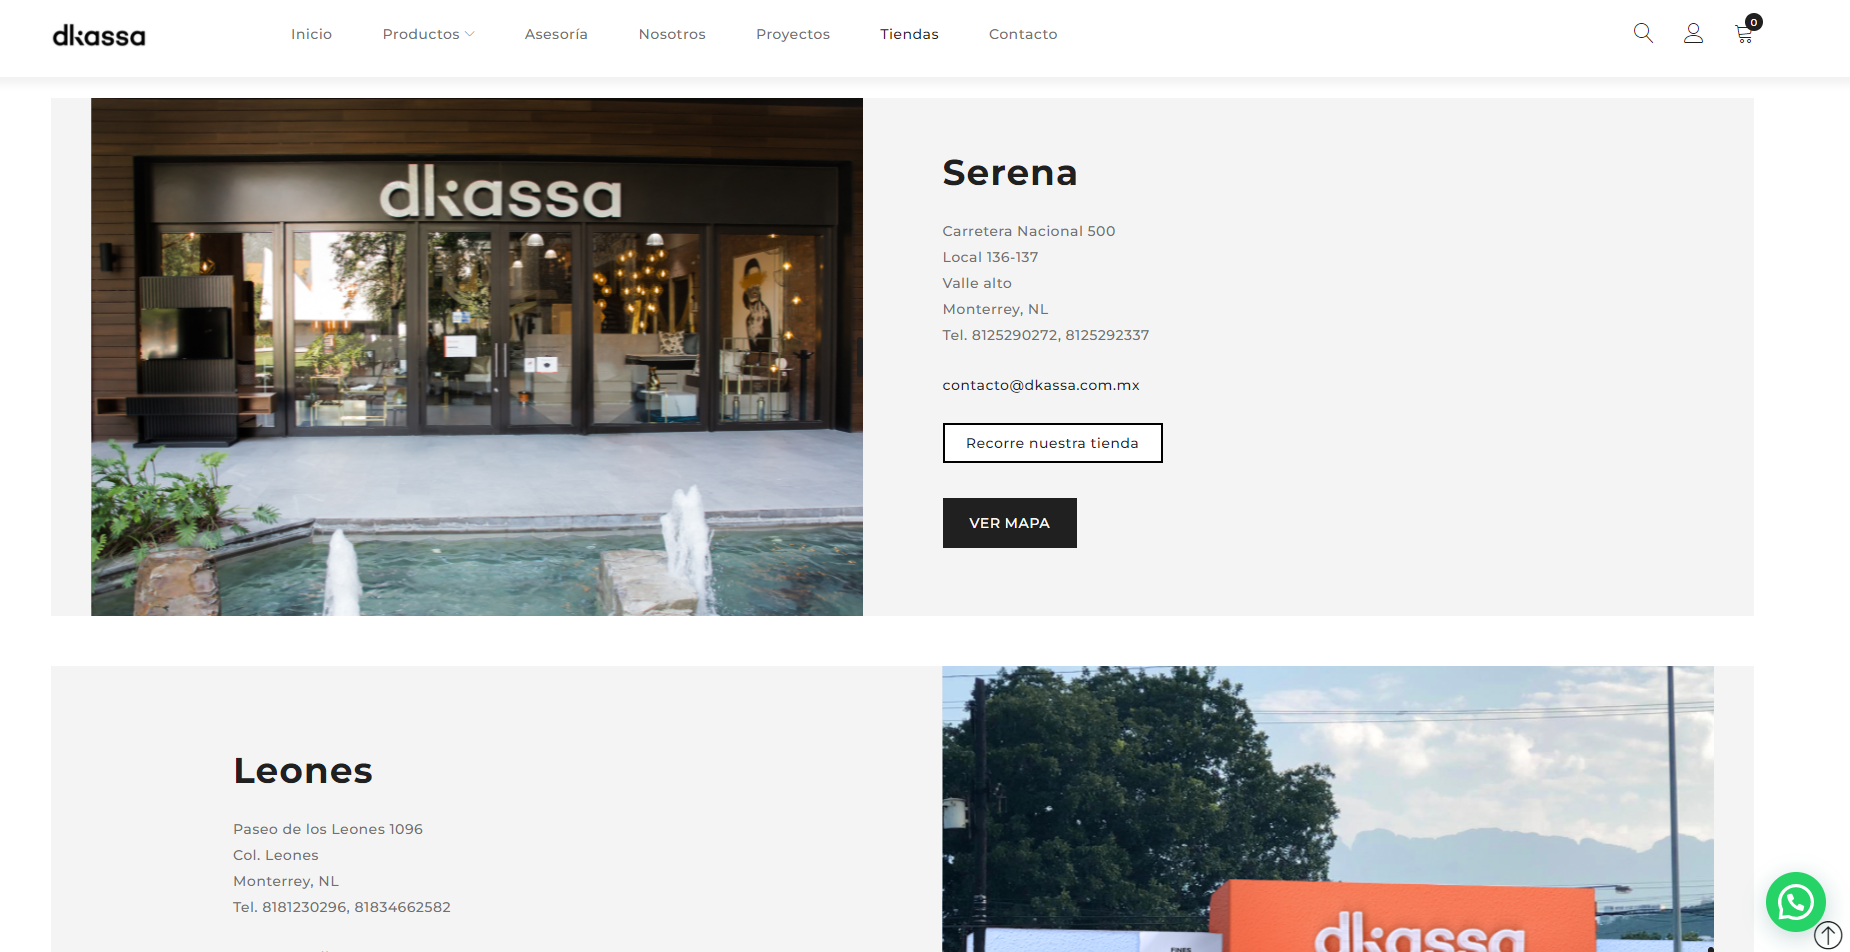 dkassa
Inicio
Productos
Asesoría
Nosotros
Proyectos
Tiendas
Contacto
0
dkassa
Serena
Carretera Nacional 500
Local 136-137
Valle alto
Monterrey, NL
Tel. 8125290272, 8125292337
contacto@dkassa.com.mx
Recorre nuestra tienda
VER MAPA
Leones
Paseo de los Leones 1096
Col. Leones
Monterrey, NL
Tel. 8181230296, 81834662582
dkassa
FINES